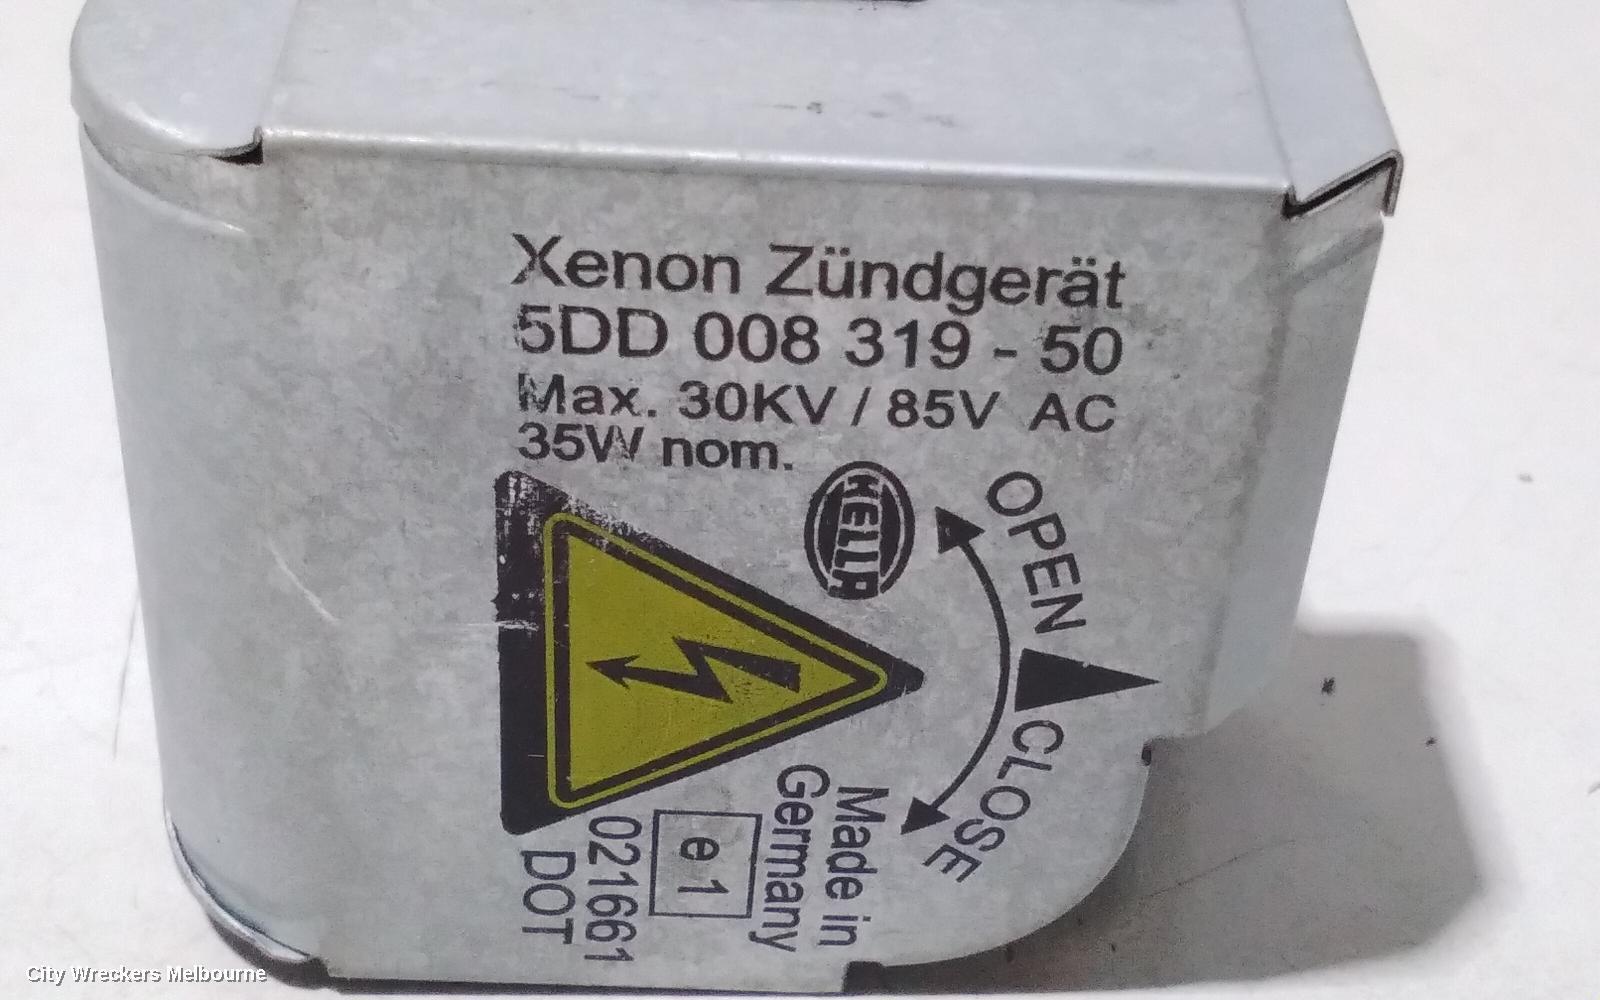 Xenon Zündgerät
5DD 008 319 - 50
Max. 30KV / 85V AC
35W nom.
HELLA
OPEN
CLOSE
Made in
Germany
e 1
021661
DOT
City Wreckers Melbourne